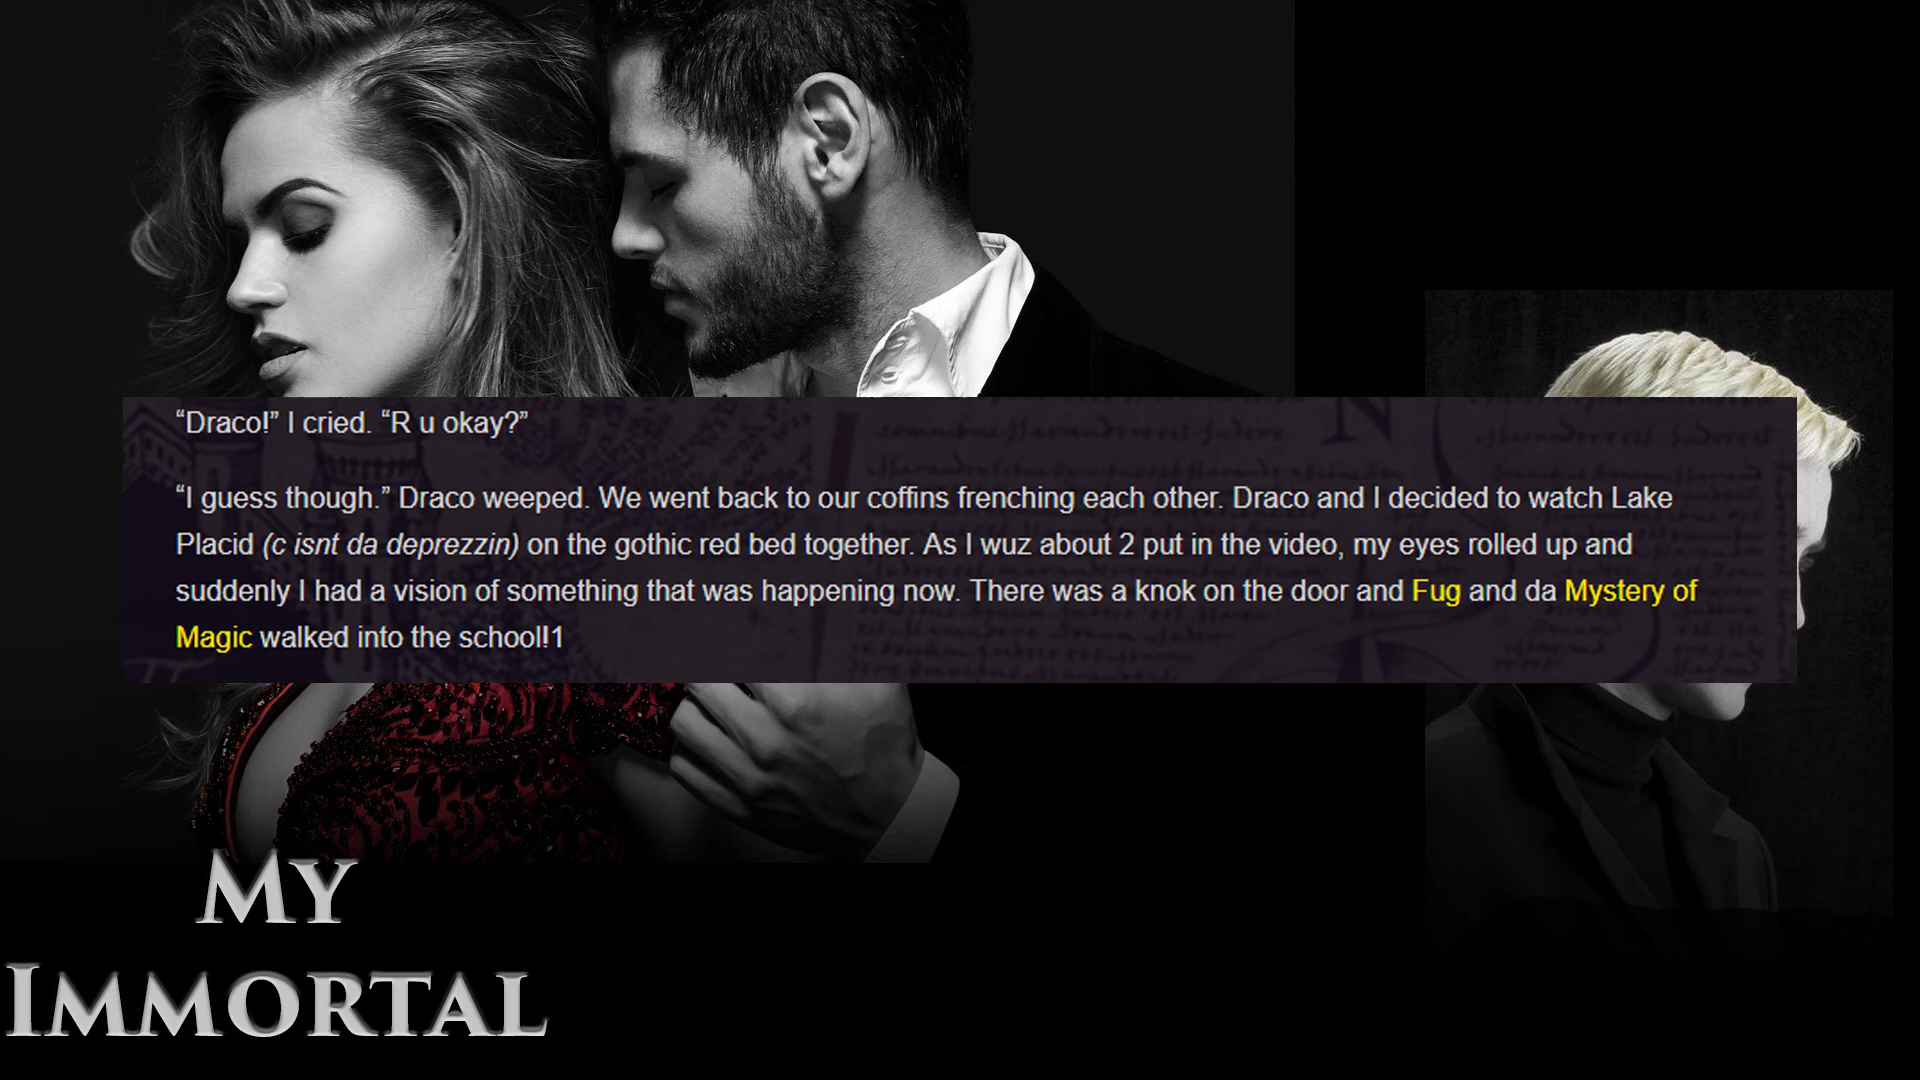 “Draco!” I cried. “R u okay?”
“I guess though.” Draco weeped. We went back to our coffins frenching each other. Draco and I decided to watch Lake
Placid (c isnt da deprezzin) on the gothic red bed together. As I wuz about 2 put in the video, my eyes rolled up and
suddenly I had a vision of something that was happening now. There was a knok on the door and Fug and da Mystery of
Magic walked into the school!1
My
Immortal